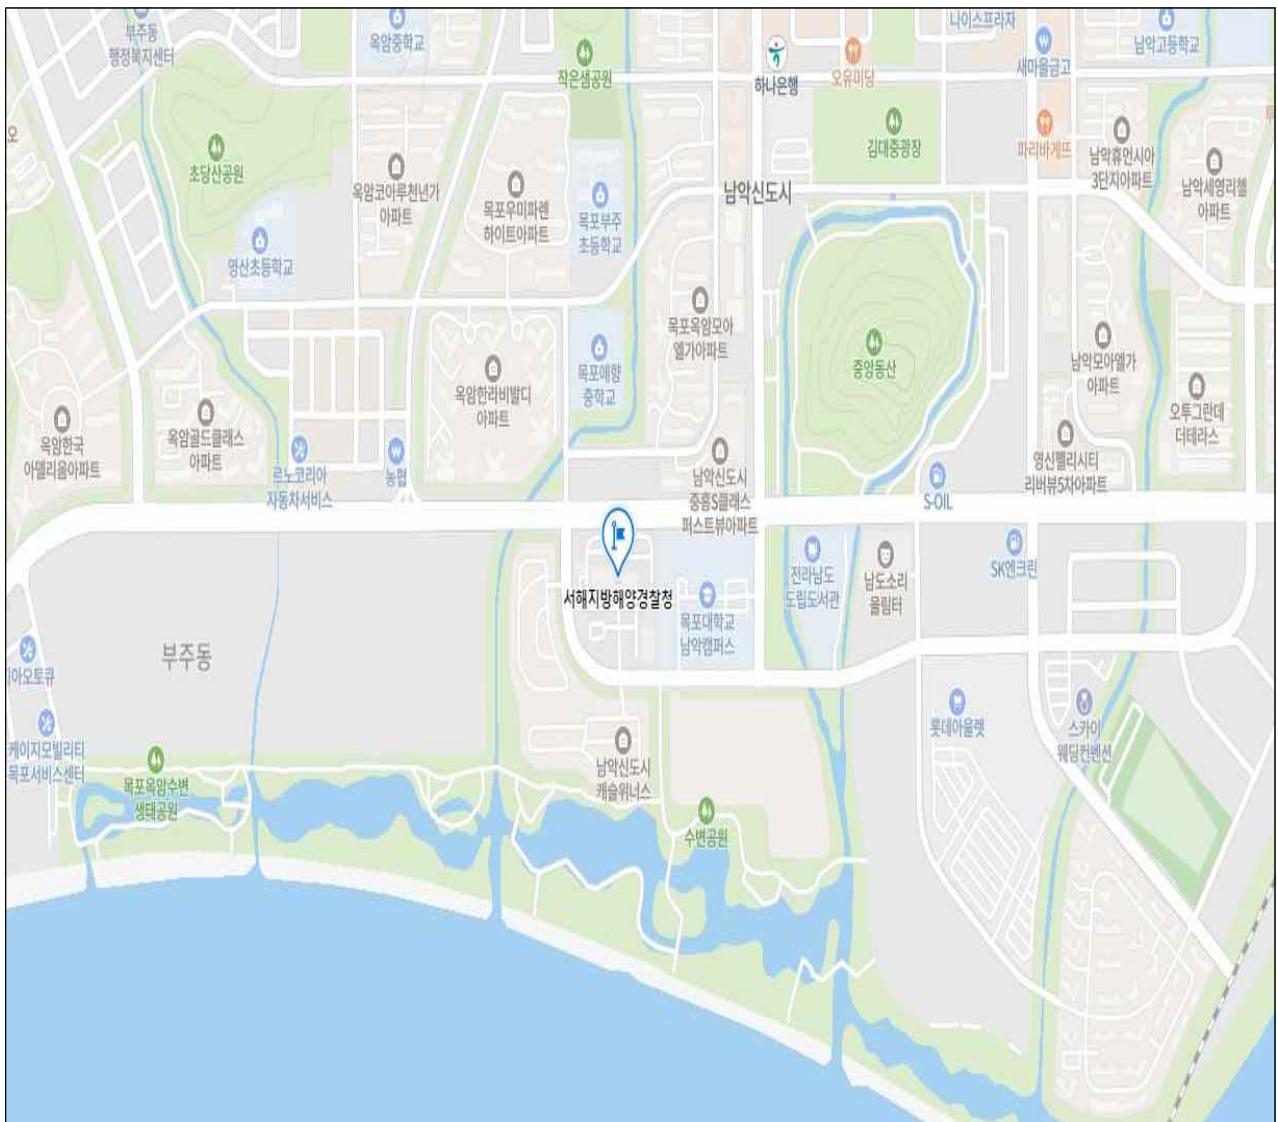 나이스프라자
부주동
행정복지센터
옥암중학교
남악고등학교
새마을금고
작은샘공원
하나은행
오유미당
오
초당산공원
김대중광장
파리바게뜨
남악휴먼시아
3단지아파트
옥암코아루천년가
아파트
목포우미파렌
하이트아파트
목포부주
초등학교
남악신도시
남악세영리첼
아파트
영산초등학교
목포옥암모아
엘가아파트
중앙동산
남악모아엘가
아파트
목포애향
중학교
옥암한라비발디
아파트
오투그란데
더테라스
옥암한국
아델리움아파트
옥암골드클래스
아파트
르노코리아
자동차서비스
농협
남악신도시
중흥S클래스
퍼스트뷰아파트
S-OIL
영신펠리시티
리버뷰5차아파트
서해지방해양경찰청
목포대학교
남악캠퍼스
전라남도
도립도서관
남도소리
울림터
SK엔크린
부주동
아오토큐
케이지모빌리티
목포서비스센터
목포옥암수변
생태공원
남악신도시
캐슬위너스
수변공원
롯데아울렛
스카이
웨딩컨벤션